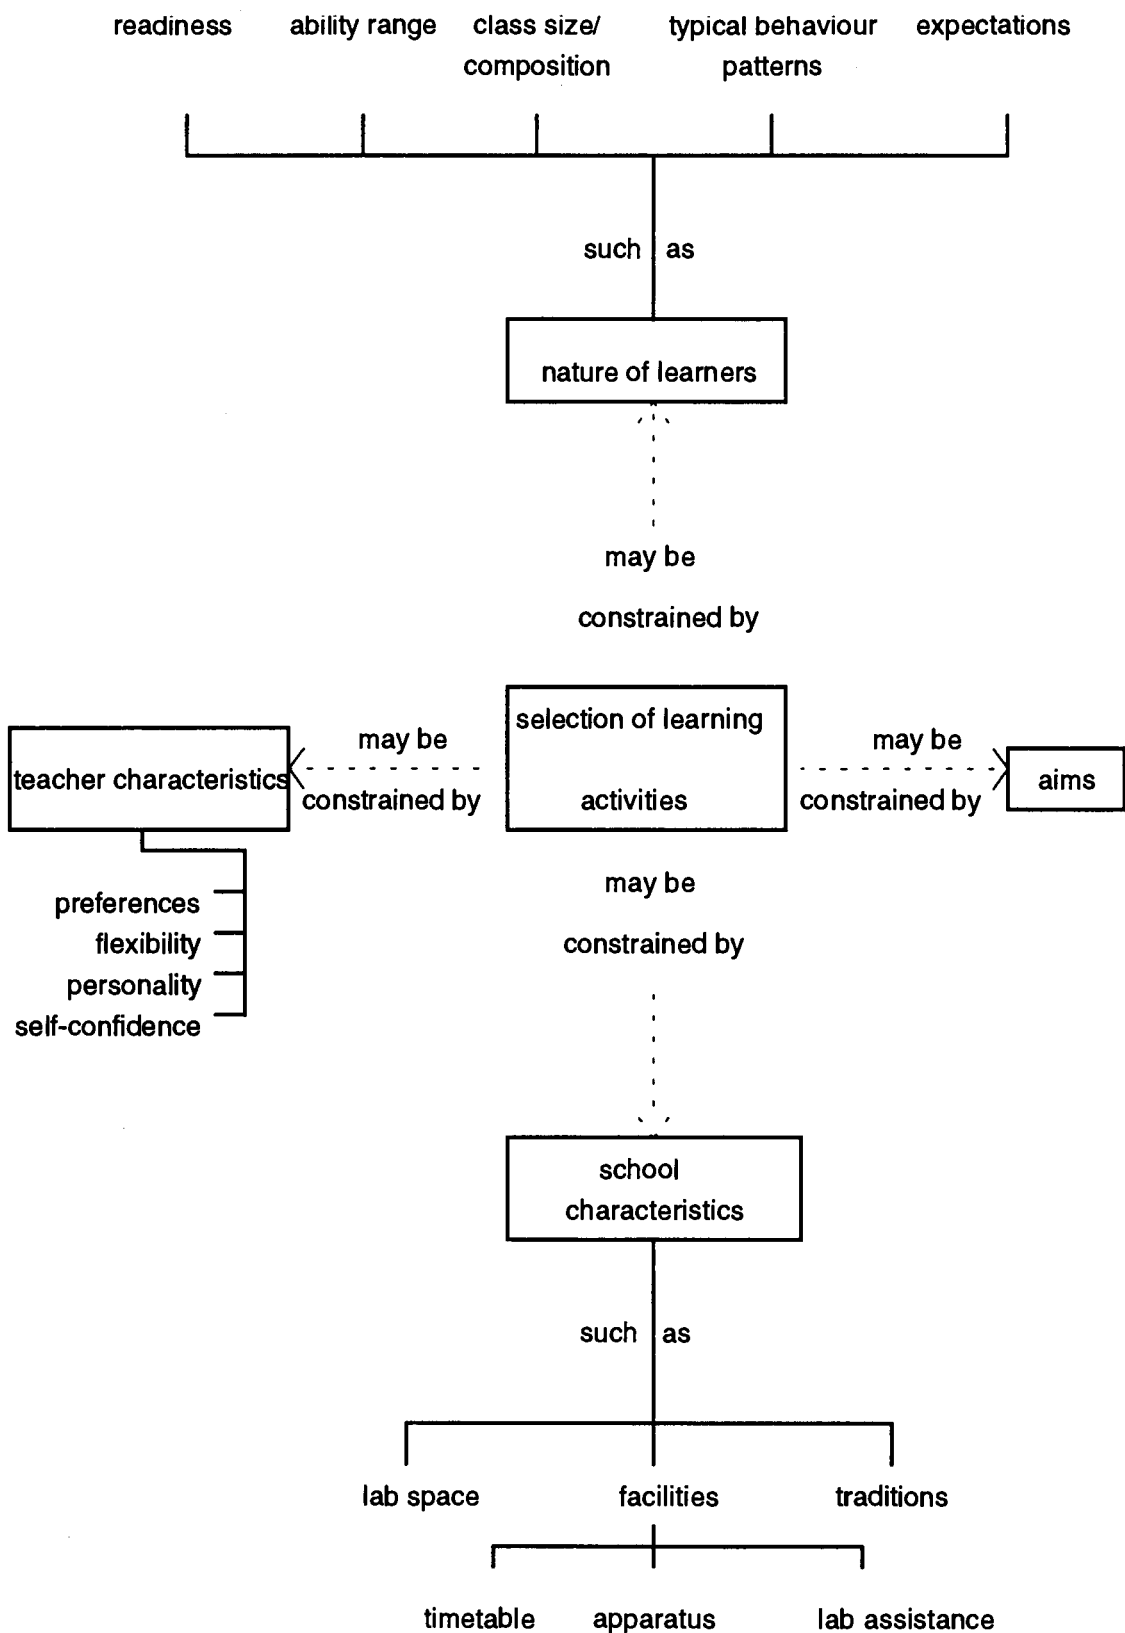 readiness
ability range
class size/
composition
typical behaviour
patterns
expectations
such as
nature of learners
may be
constrained by
teacher characteristics
may be
constrained by
selection of learning
activities
may be
constrained by
aims
preferences
flexibility
personality
self-confidence
may be
constrained by
school
characteristics
such as
lab space
facilities
traditions
timetable
apparatus
lab assistance